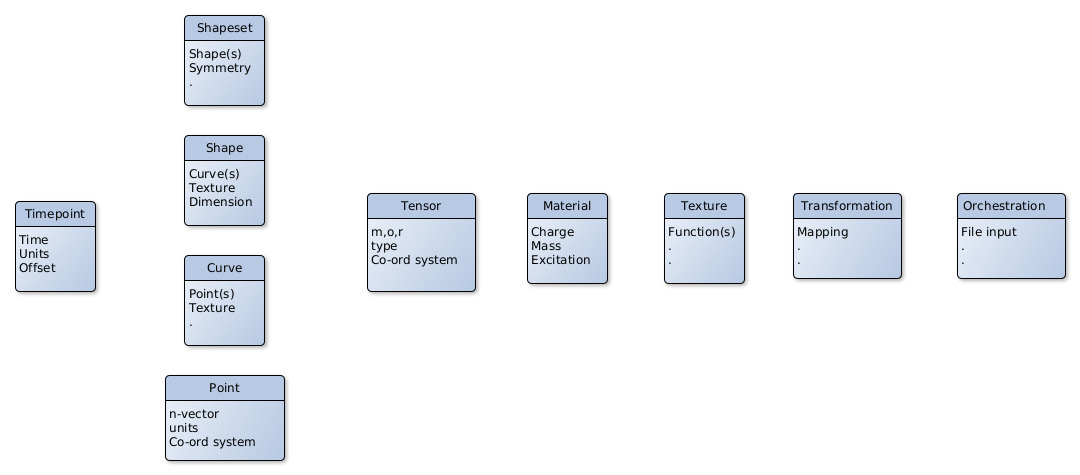 Shapeset
Shape(s)
Symmetry
.
Shape
Curve(s)
Texture
Dimension
Timepoint
Time
Units
Offset
Curve
Point(s)
Texture
.
Point
n-vector
units
Co-ord system
Tensor
m,o,r
type
Co-ord system
Material
Charge
Mass
Excitation
Texture
Function(s)
.
.
Transformation
Mapping
.
.
Orchestration
File input
.
.